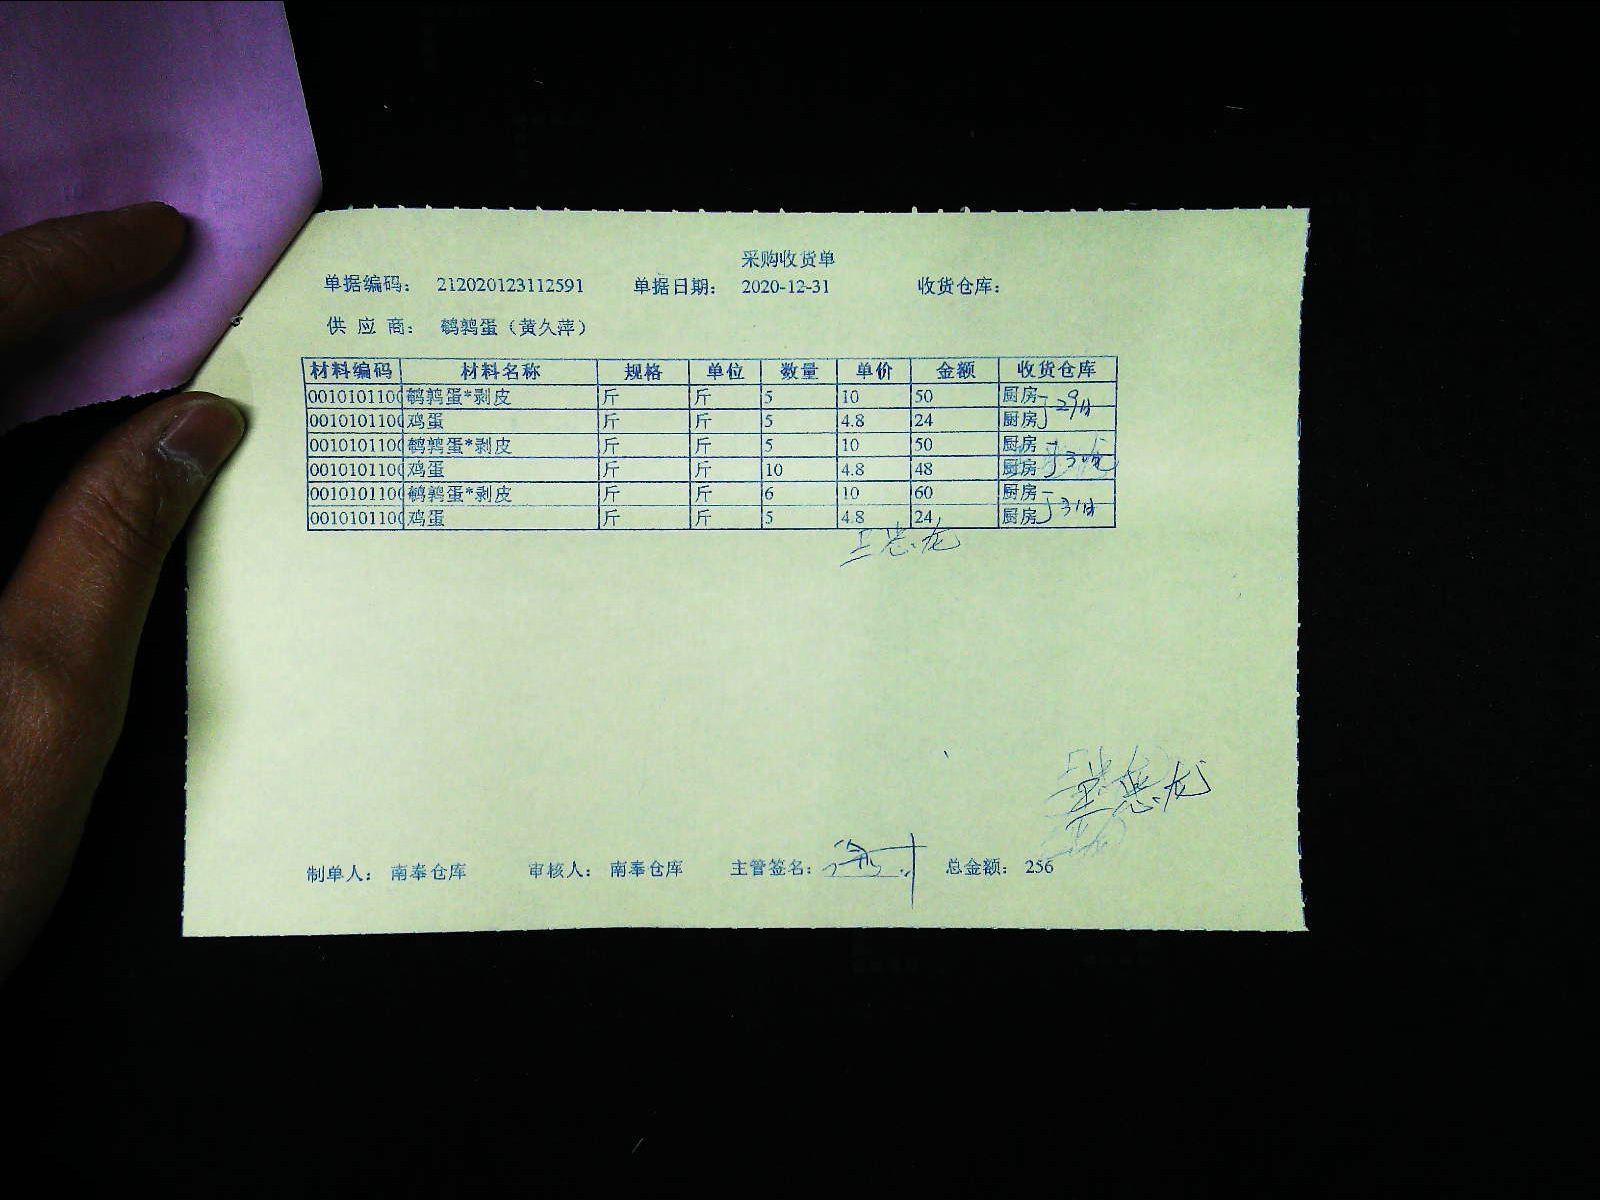 采购收货单
单据编码： 212020123112591 单据日期： 2020-12-31 收货仓库：
供 应 商： 鹌鹑蛋（黄久萍）
材料编码 材料名称 规格 单位 数量 单价 金额 收货仓库
0010101100 鹌鹑蛋*剥皮 斤 斤 5 10 50 厨房
0010101100 鸡蛋 斤 斤 5 4.8 24 厨房 29日
0010101100 鹌鹑蛋*剥皮 斤 斤 5 10 50 厨房
0010101100 鸡蛋 斤 斤 10 4.8 48 厨房
0010101100 鹌鹑蛋*剥皮 斤 斤 6 10 60 厨房
0010101100 鸡蛋 斤 斤 5 4.8 24 厨房 31日
制单人： 南奉仓库 审核人： 南奉仓库 主管签名： 总金额： 256